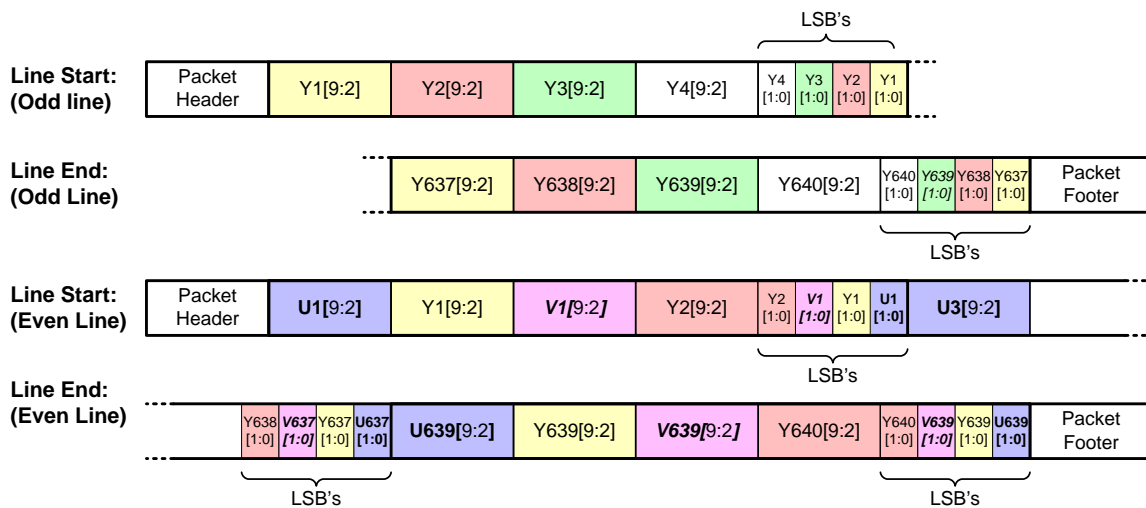 LSB's
Line Start:
(Odd line)
Packet
Header
Y1[9:2]
Y2[9:2]
Y3[9:2]
Y4[9:2]
Y4
[1:0]
Y3
[1:0]
Y2
[1:0]
Y1
[1:0]
Line End:
(Odd Line)
Y637[9:2]
Y638[9:2]
Y639[9:2]
Y640[9:2]
Y640
[1:0]
Y639
[1:0]
Y638
[1:0]
Y637
[1:0]
Packet
Footer
LSB's
Line Start:
(Even Line)
Packet
Header
U1[9:2]
Y1[9:2]
V1[9:2]
Y2[9:2]
Y2
[1:0]
V1
[1:0]
Y1
[1:0]
U1
[1:0]
U3[9:2]
LSB's
Line End:
(Even Line)
Y638
[1:0]
V637
[1:0]
Y637
[1:0]
U637
[1:0]
U639[9:2]
Y639[9:2]
V639[9:2]
Y640[9:2]
Y640
[1:0]
V639
[1:0]
Y639
[1:0]
U639
[1:0]
Packet
Footer
LSB's
LSB's